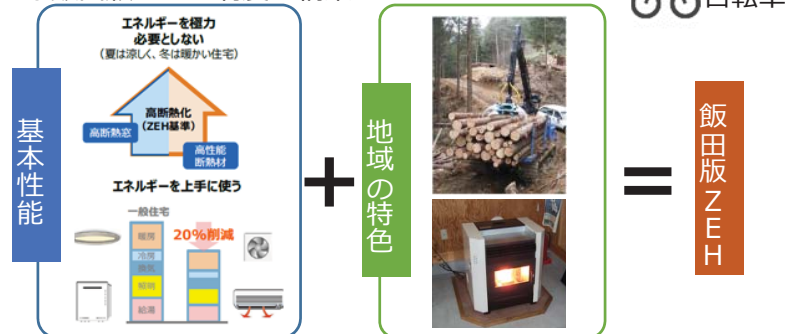 自転車
エネルギーを極力
必要としない
(夏は涼しく、冬は暖かい住宅)
高断熱化
(ZEH基準)
高断熱窓
高性能
断熱材
エネルギーを上手に使う
一般住宅
20%削減
暖房
冷房
換気
照明
給湯
基本性能
+
地域の特色
=
飯田版ZEH